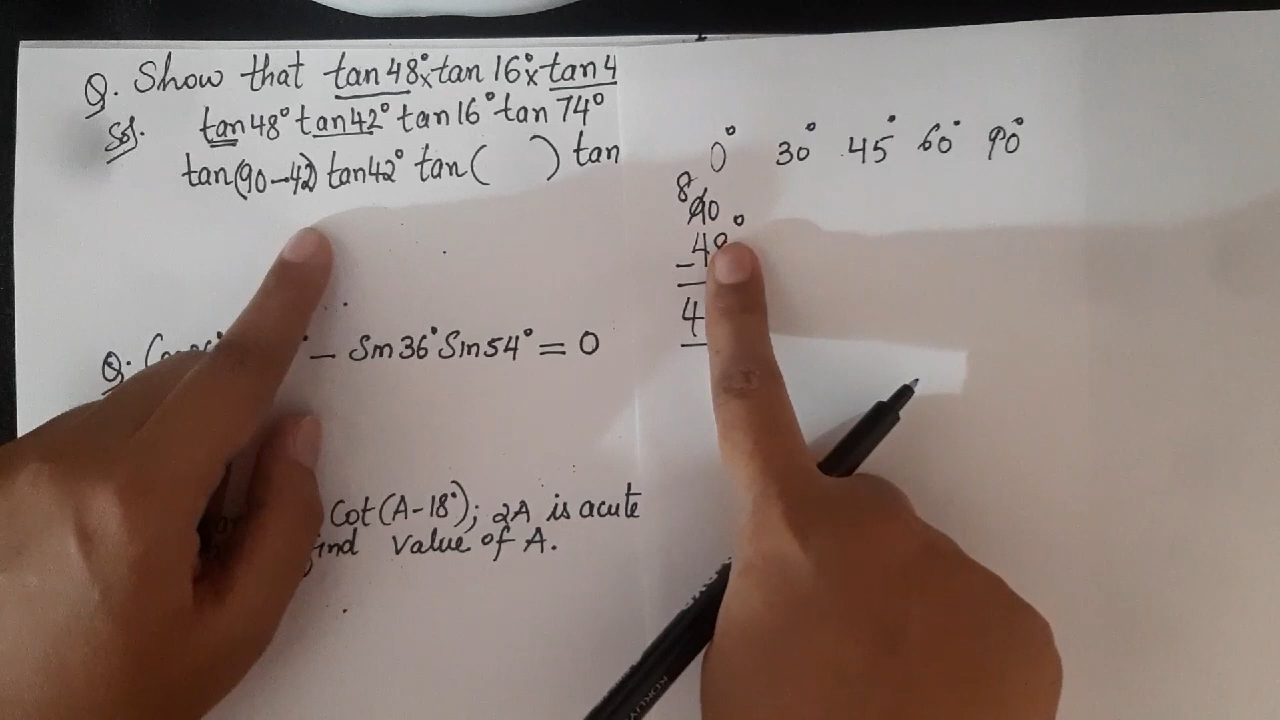 Q. Show that tan 48° x tan 16° x tan 4
Sol. tan 48° tan 42° tan 16° tan 74°
tan(90-42) tan 42° tan ( ) tan
0° 30° 45° 60° 90°
8
90
- 4
4
Q.
- Sin 36° Sin 54° = 0
Cot (A-18°); 2A is acute
find value of A.